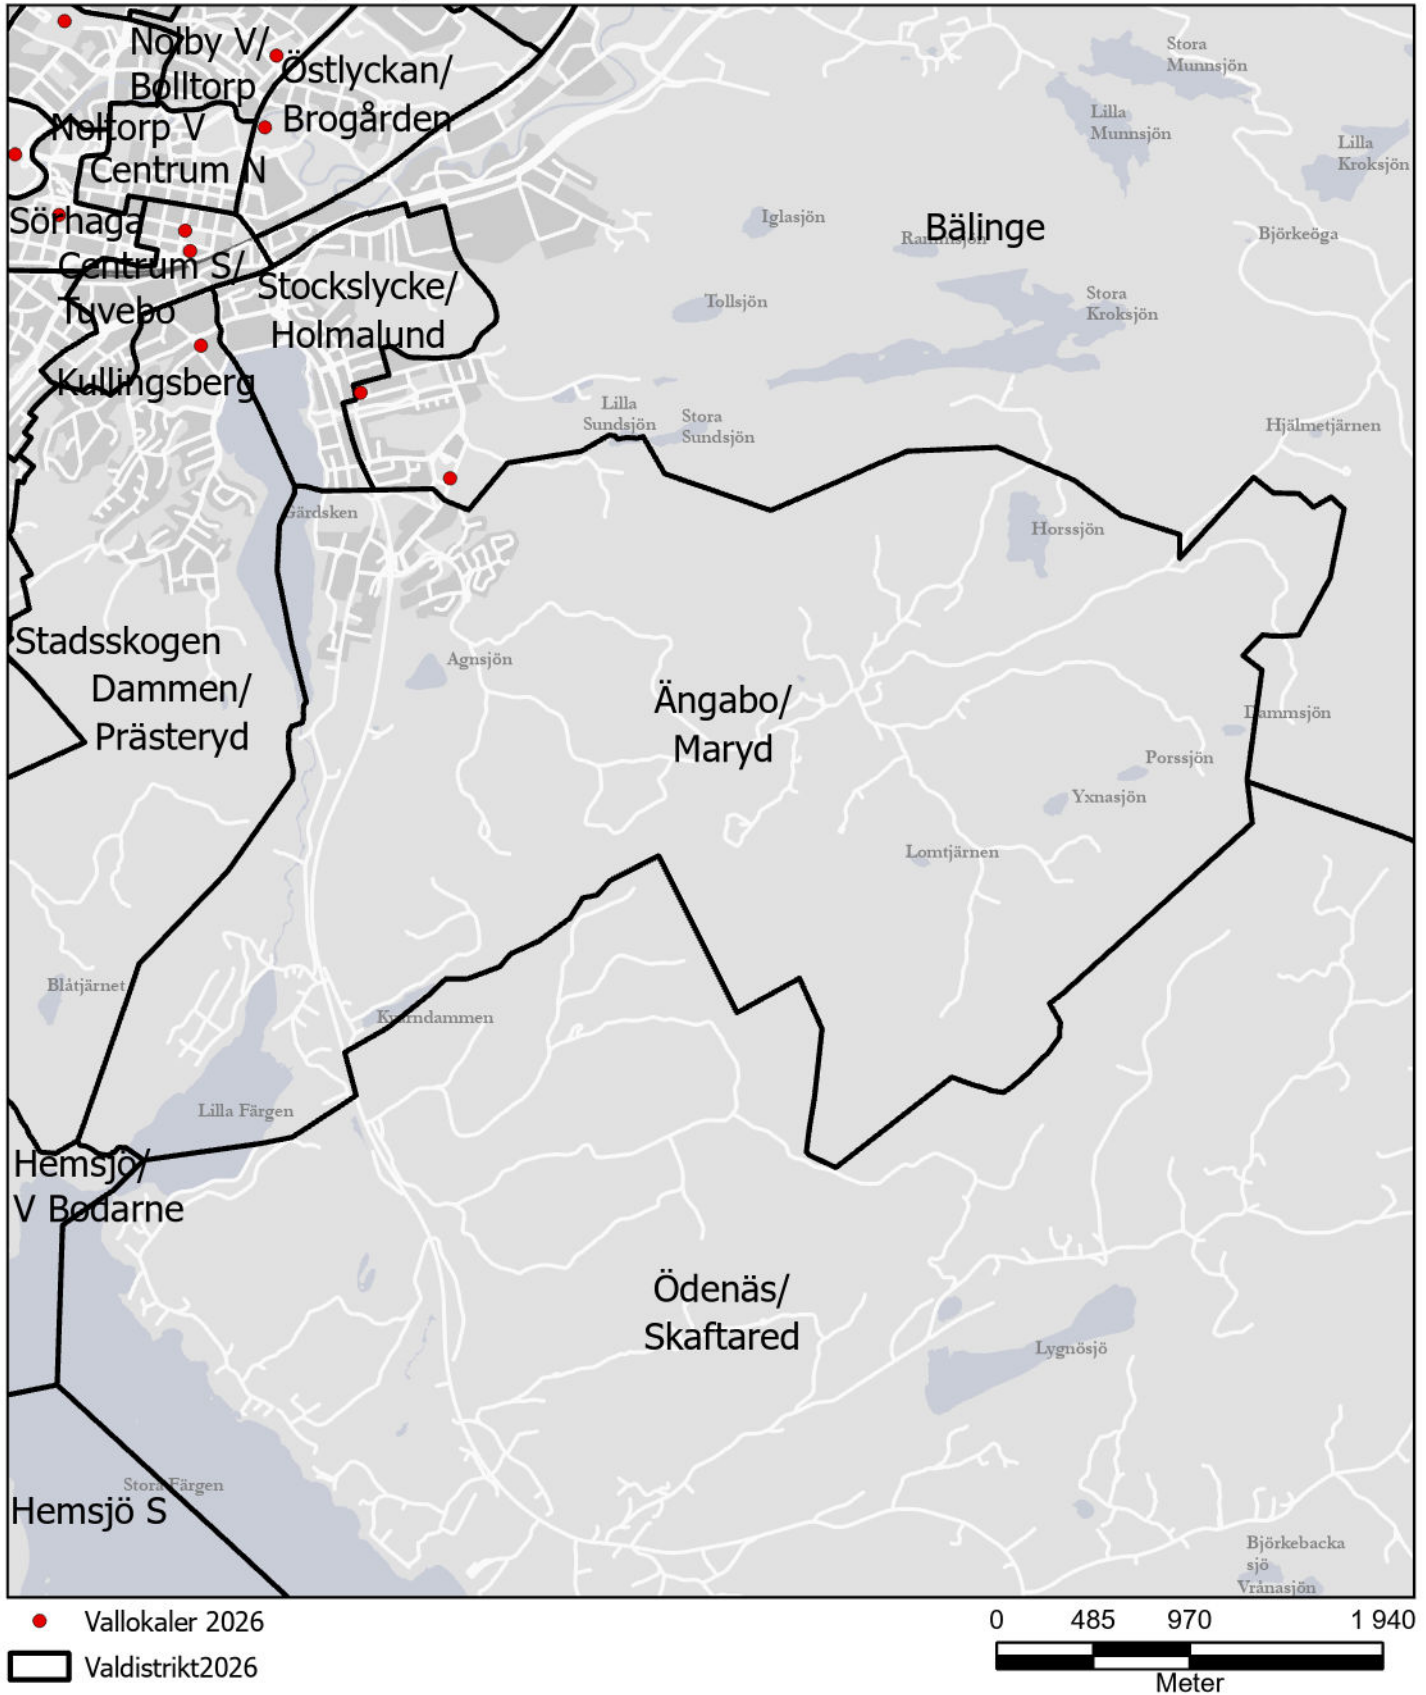 Nolby V/
Bolltorp
Östlyckan/
Brogården
Noltorp V
Centrum N
Sörhaga
Centrum S/
Tuvebo
Stockslycke/
Holmalund
Kullingsberg
Stora
Munnsjön
Lilla
Munnsjön
Lilla
Kroksjön
Iglasjön
Rammsjön
Bälinge
Björkeöga
Tollsjön
Stora
Kroksjön
Lilla
Sundsjön
Stora
Sundsjön
Hjälmetjärnen
Gärdsken
Horssjön
Stadsskogen
Dammen/
Prästeryd
Agnsjön
Ängabo/
Maryd
Dammsjön
Porssjön
Yxnasjön
Lomtjärnen
Blåtjärnet
Kvarndammen
Lilla Färgen
Hemsjö/
V Bodarne
Ödenäs/
Skaftared
Lygnösjö
Stora Färgen
Hemsjö S
Björkebacka
sjö
Vrånasjön
Vallokaler 2026
Valdistrikt2026
0 485 970 1 940
Meter